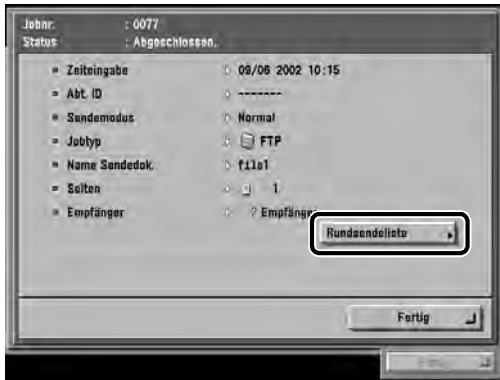 Jobnr. : 0077
Status : Abgeschlossen.
Zeiteingabe 09/06 2002 10:15
Abt. ID -------
Sendemodus Normal
Jobtyp FTP
Name Sendedok. file1
Seiten 1
Empfänger ? Empfänger
Rundsendeliste
Fertig